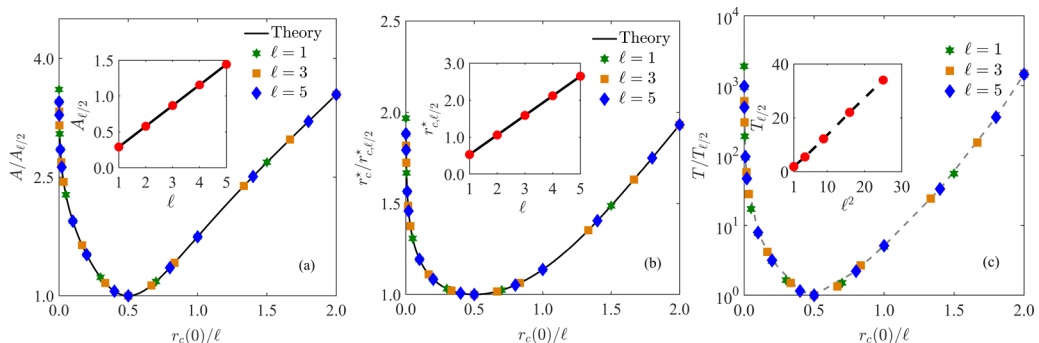 4.0
2.5
1.0
A/A_{ℓ/2}
0.0 0.5 1.0 1.5 2.0
r_c(0)/ℓ
Theory
ℓ = 1
ℓ = 3
ℓ = 5
1.5
1.0
0.5
0.0
A_{ℓ/2}
1 2 3 4 5
ℓ
(a)
2.5
2.0
1.5
1.0
r*_c/r*_{c,ℓ/2}
0.0 0.5 1.0 1.5 2.0
r_c(0)/ℓ
Theory
ℓ = 1
ℓ = 3
ℓ = 5
3.0
1.5
0.0
r*_{c,ℓ/2}
1 2 3 4 5
ℓ
(b)
10^4
10^3
10^2
10^1
10^0
T/T_{ℓ/2}
0.0 0.5 1.0 1.5 2.0
r_c(0)/ℓ
ℓ = 1
ℓ = 3
ℓ = 5
40
20
0
T_{ℓ/2}
1 5 15 25 30
ℓ²
(c)